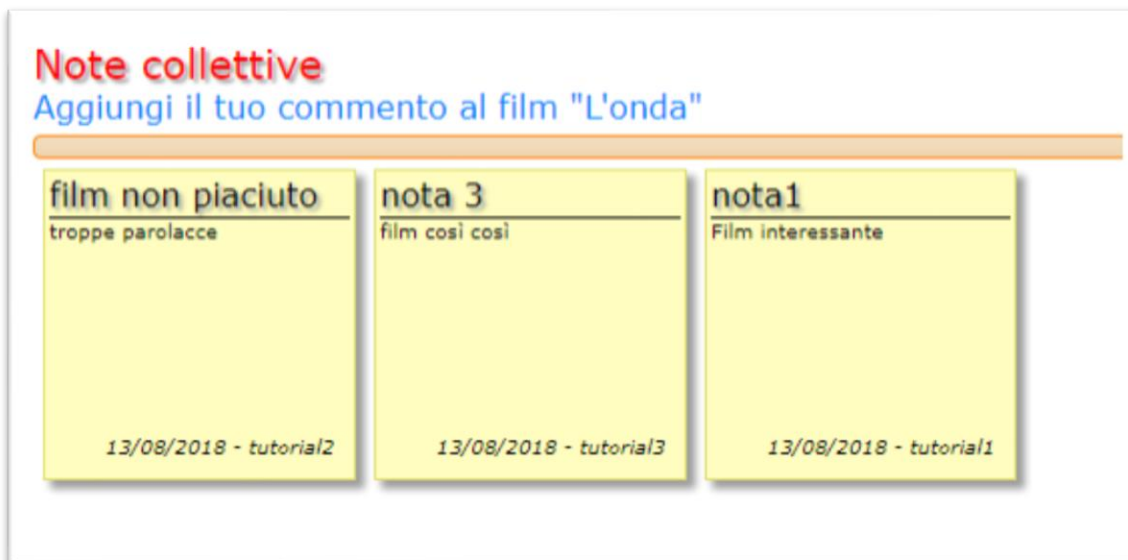 Note collettive
Aggiungi il tuo commento al film "L'onda"
film non piaciuto
troppe parolacce
13/08/2018 - tutorial2
nota 3
film così così
13/08/2018 - tutorial3
nota1
Film interessante
13/08/2018 - tutorial1